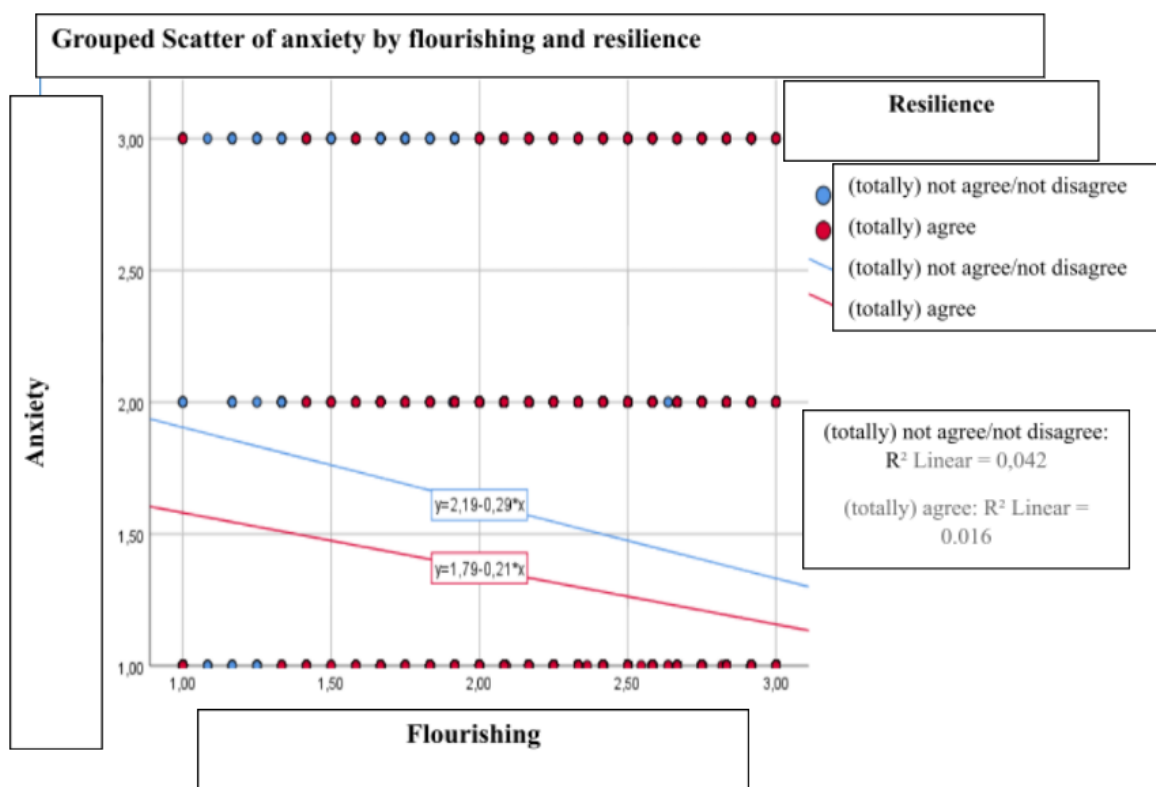 Grouped Scatter of anxiety by flourishing and resilience
Resilience
(totally) not agree/not disagree
(totally) agree
(totally) not agree/not disagree
(totally) agree
Anxiety
3,00
2,50
2,00
1,50
1,00
y=2,19-0,29*x
y=1,79-0,21*x
(totally) not agree/not disagree:
R² Linear = 0,042
(totally) agree: R² Linear =
0.016
1,00 1,50 2,00 2,50 3,00
Flourishing